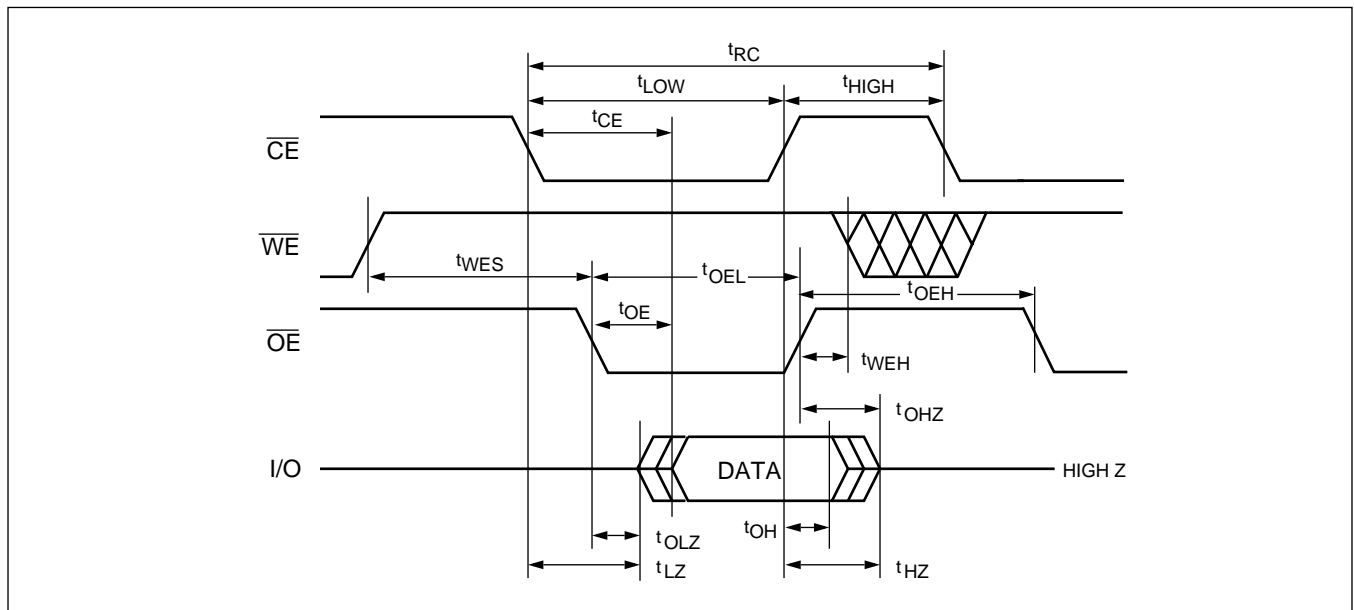 tRC
tLOW
tHIGH
tCE
CE
WE
tWES
tOEL
tOEH
tOE
OE
tWEH
tOHZ
I/O
DATA
HIGH Z
tOH
tOLZ
tLZ
tHZ